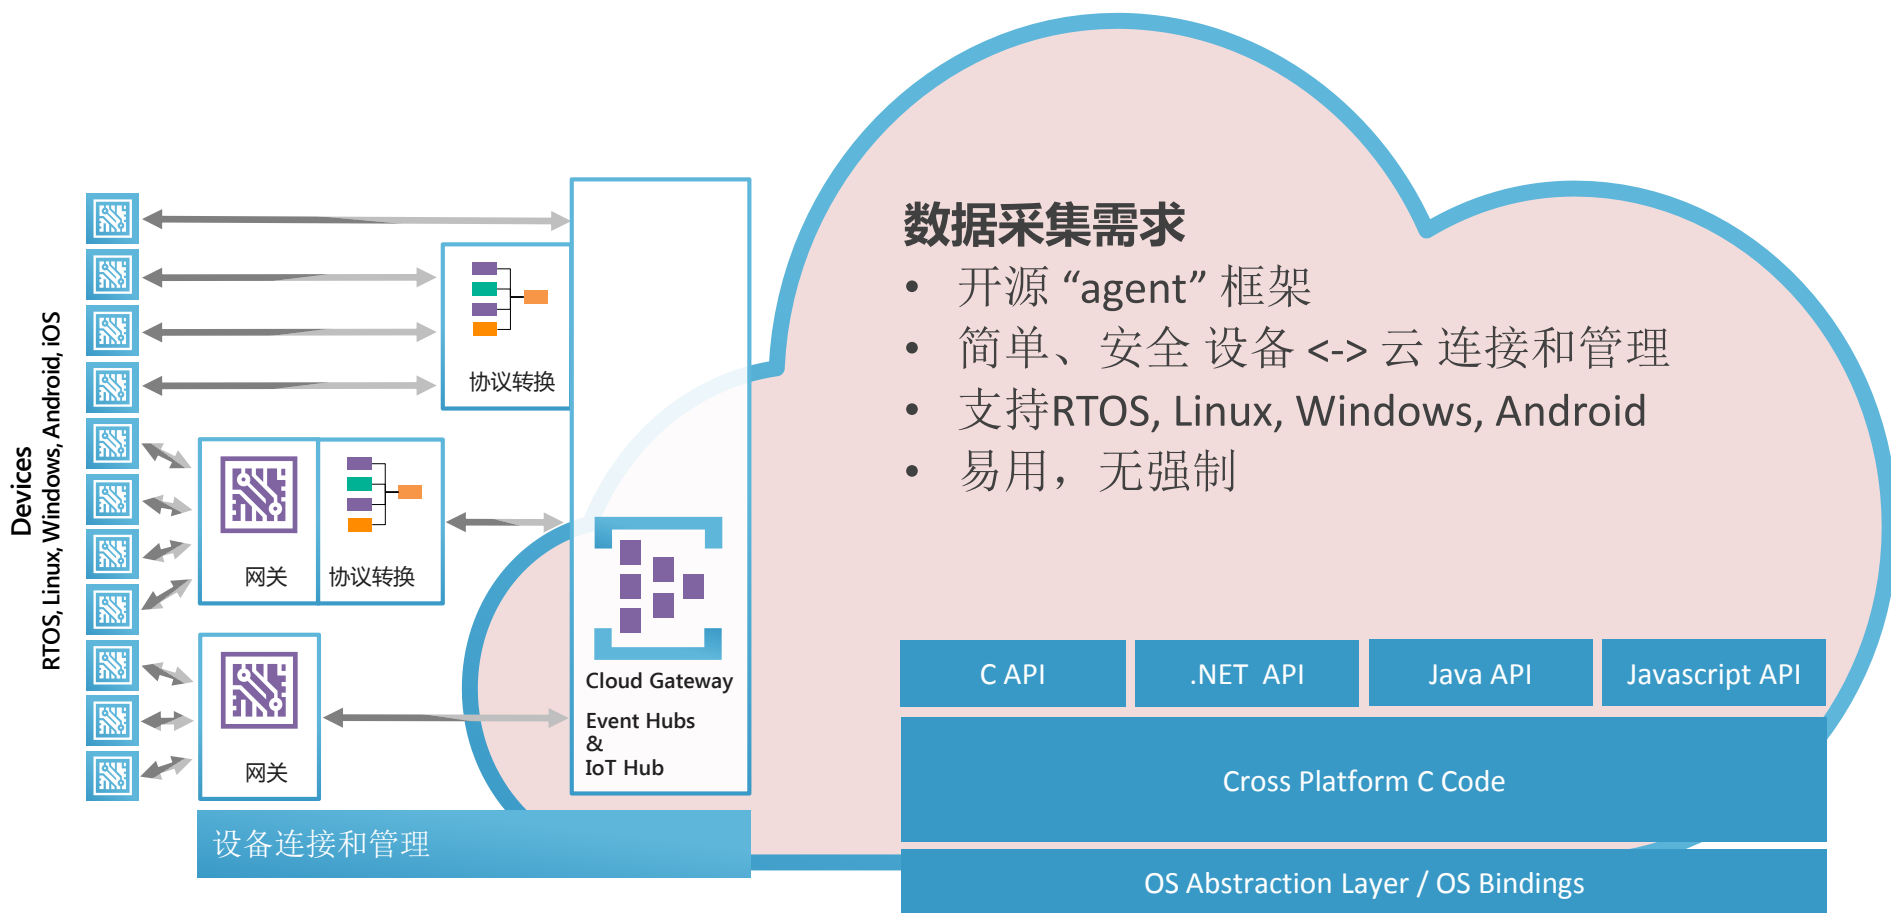 Devices
RTOS, Linux, Windows, Android, iOS
协议转换
网关
协议转换
网关
Cloud Gateway
Event Hubs
&
IoT Hub
设备连接和管理
数据采集需求
• 开源 “agent” 框架
• 简单、安全 设备 <-> 云 连接和管理
• 支持RTOS, Linux, Windows, Android
• 易用，无强制
C API
.NET API
Java API
Javascript API
Cross Platform C Code
OS Abstraction Layer / OS Bindings